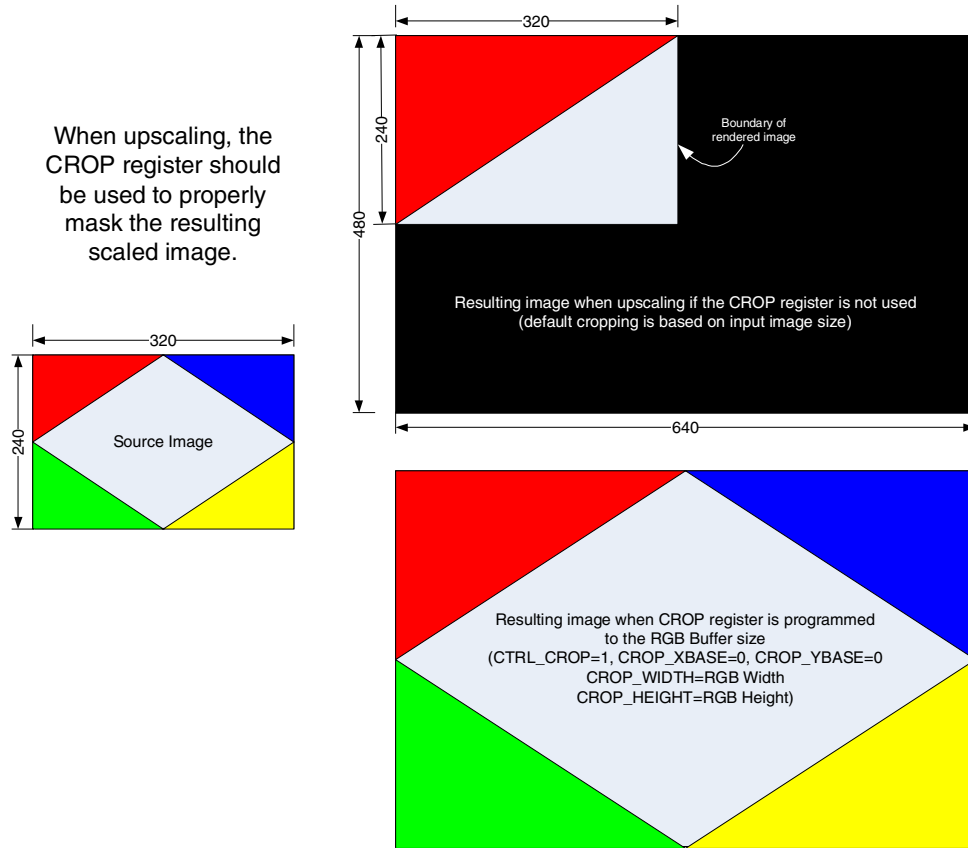 320
240
480
Boundary of
rendered image
When upscaling, the
CROP register should
be used to properly
mask the resulting
scaled image.
Resulting image when upscaling if the CROP register is not used
(default cropping is based on input image size)
640
320
240
Source Image
Resulting image when CROP register is programmed
to the RGB Buffer size
(CTRL_CROP=1, CROP_XBASE=0, CROP_YBASE=0
CROP_WIDTH=RGB Width
CROP_HEIGHT=RGB Height)